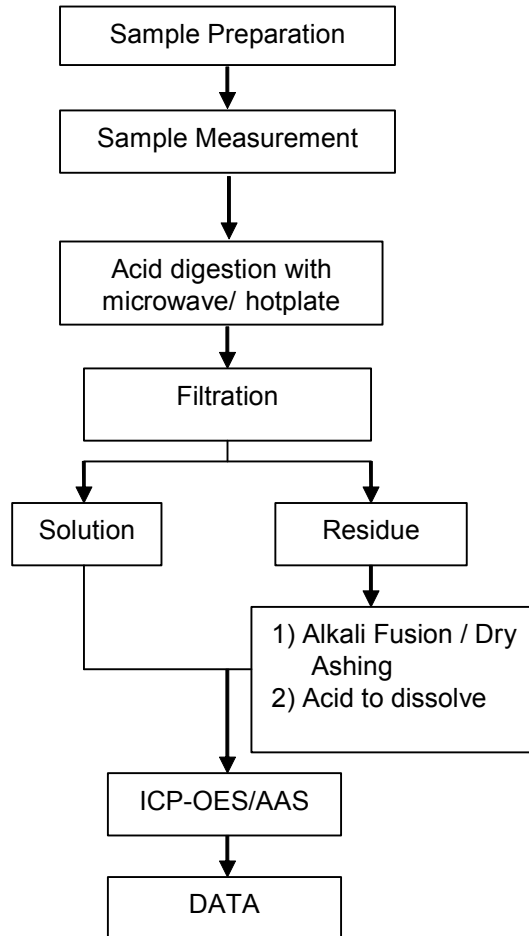 Sample Preparation
Sample Measurement
Acid digestion with
microwave/ hotplate
Filtration
Solution
Residue
1) Alkali Fusion / Dry
Ashing
2) Acid to dissolve
ICP-OES/AAS
DATA